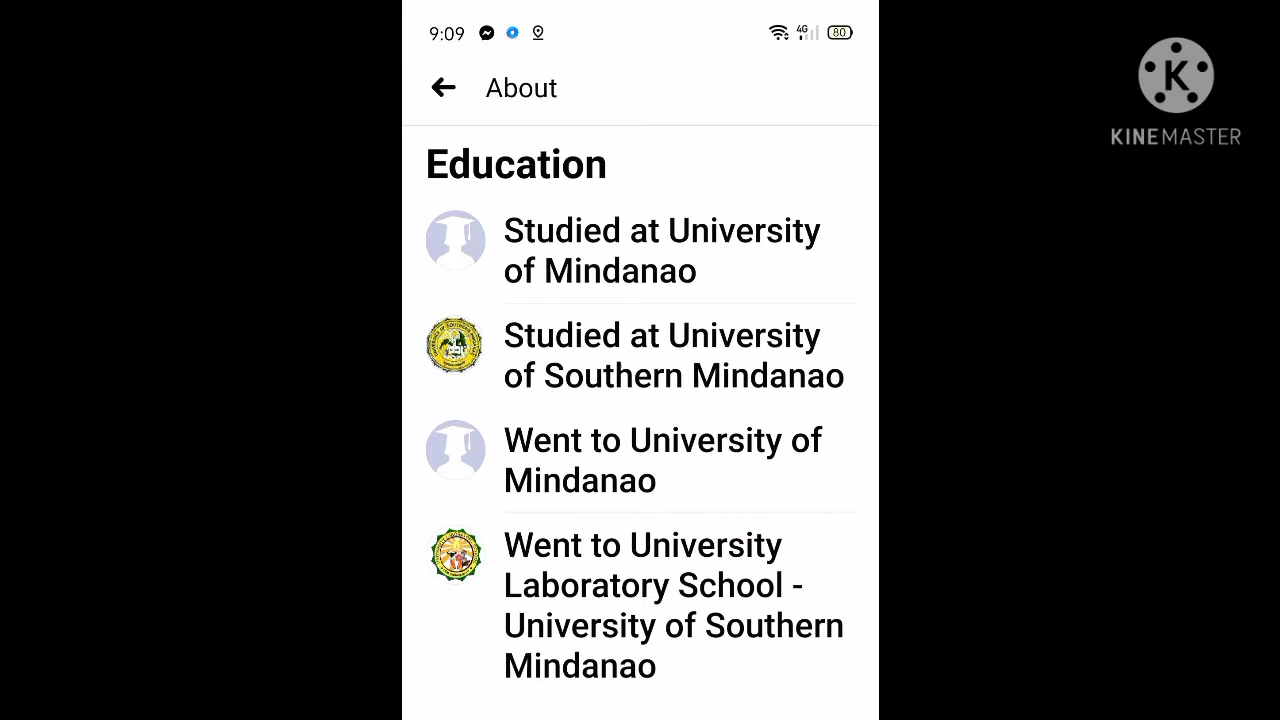 9:09
4G
80
About
K
KINEMASTER
Education
Studied at University
of Mindanao
Studied at University
of Southern Mindanao
Went to University of
Mindanao
Went to University
Laboratory School -
University of Southern
Mindanao